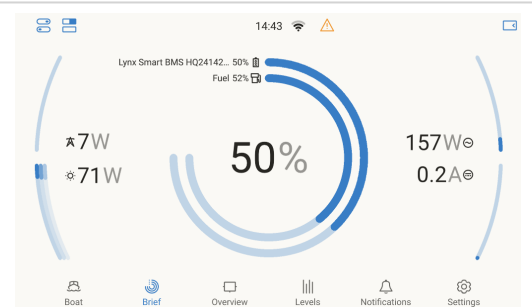 14:43
Lynx Smart BMS HQ24142... 50%
Fuel 52%
7W
71W
50%
157W
0.2A
Boat
Brief
Overview
Levels
Notifications
Settings